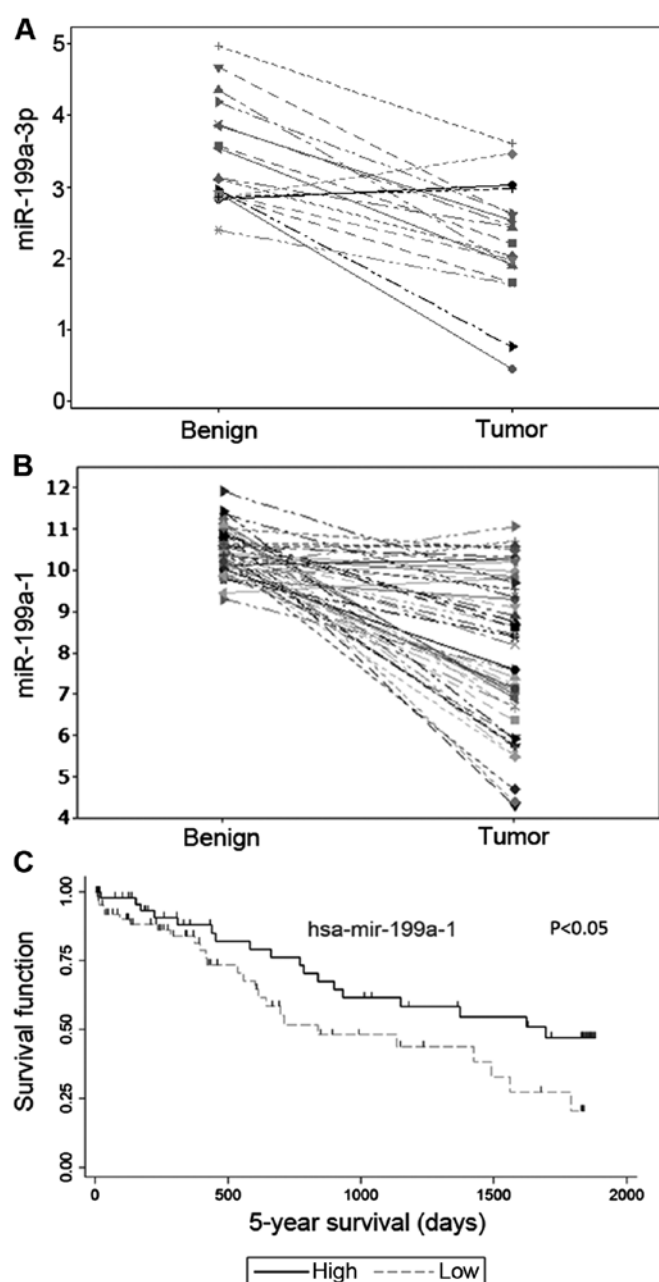 A
miR-199a-3p
5
4
3
2
1
0
Benign Tumor
B
miR-199a-1
12
11
10
9
8
7
6
5
4
Benign Tumor
C
Survival function
1.00
0.75
0.50
0.25
0.00
hsa-mir-199a-1 P<0.05
0 500 1000 1500 2000
5-year survival (days)
High Low